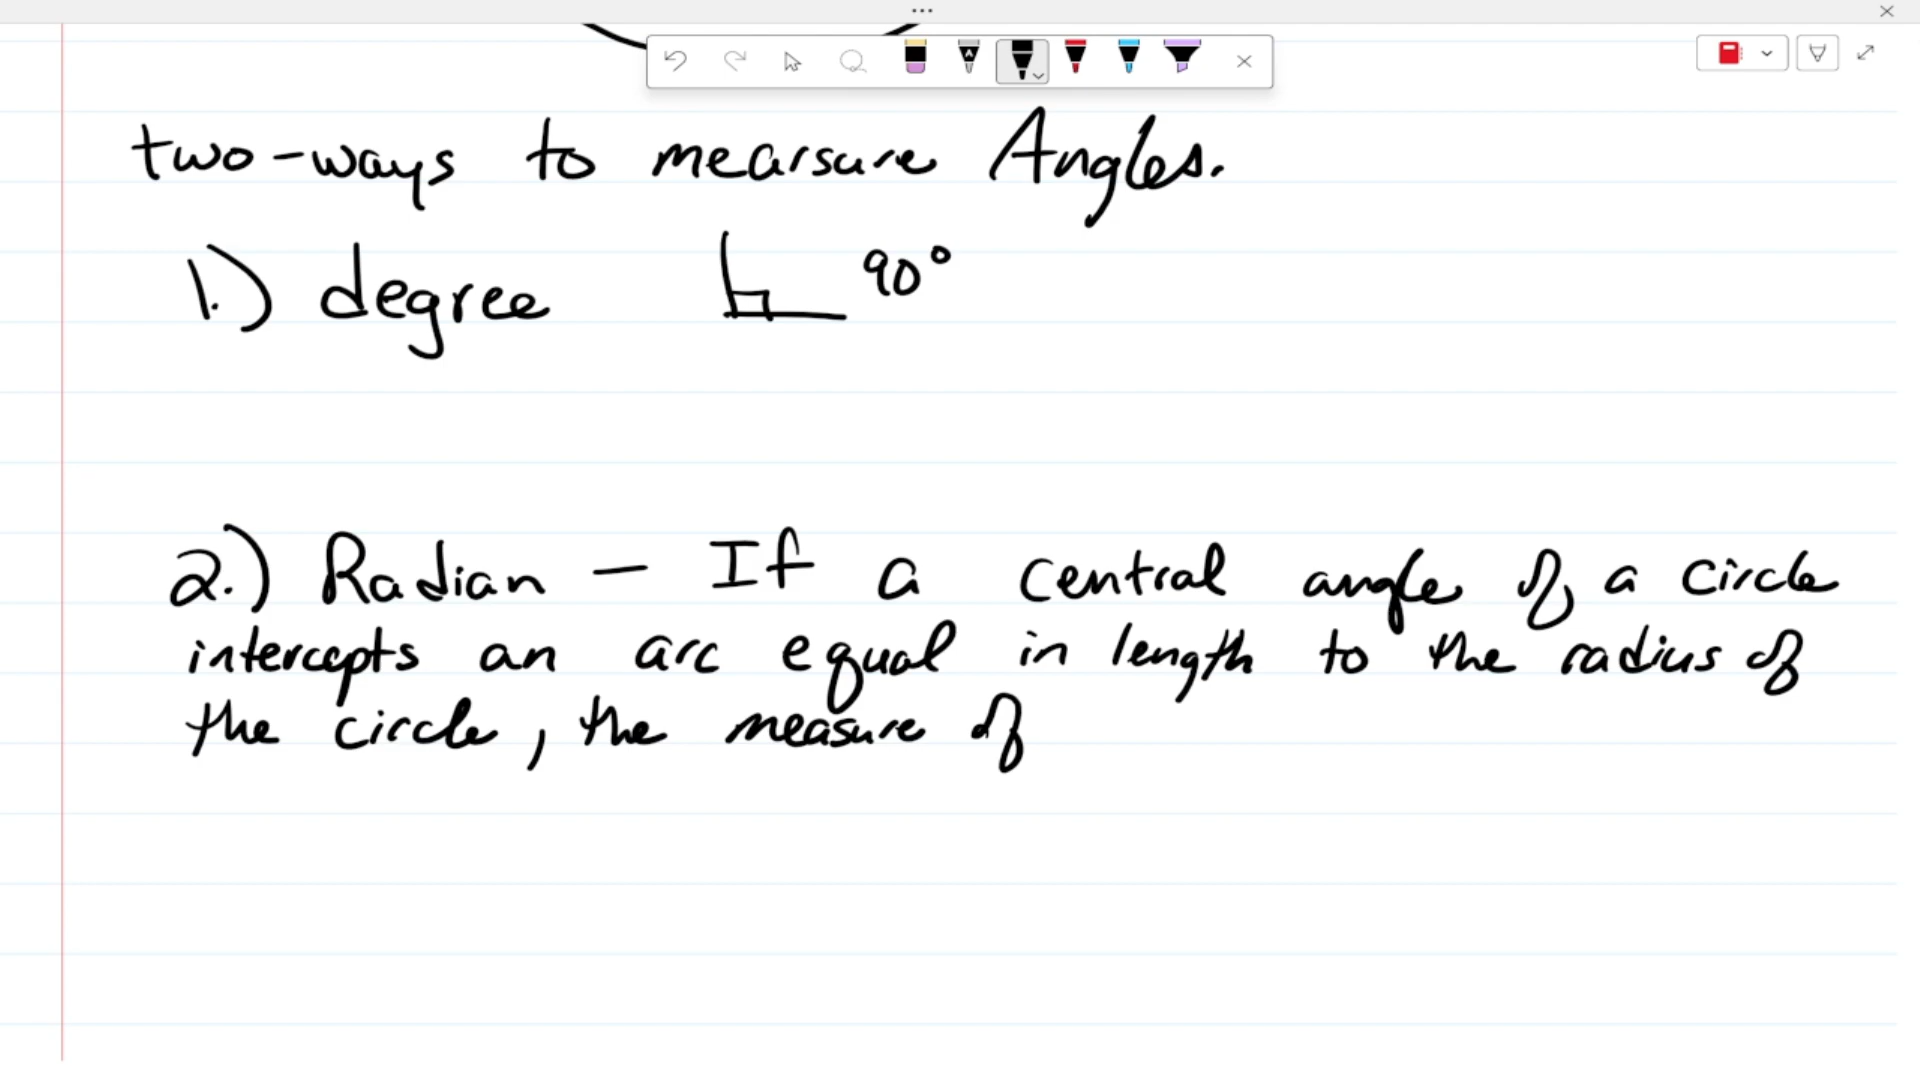 two-ways to mearsure Angles.
1.) degree 90°
2.) Radian — If a central angle of a circle
intercepts an arc equal in length to the radius of
the circle, the measure of